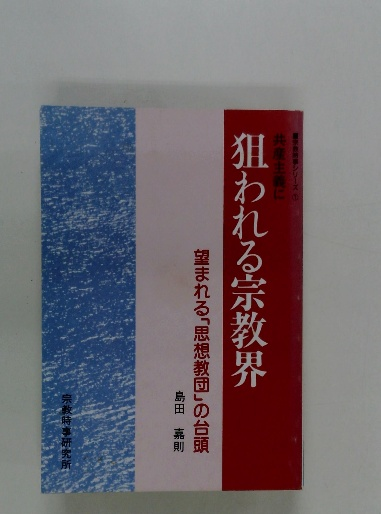 共産主義に
狙われる宗教界
望まれる「思想教団」の台頭
島田 嘉則
宗教時事研究所